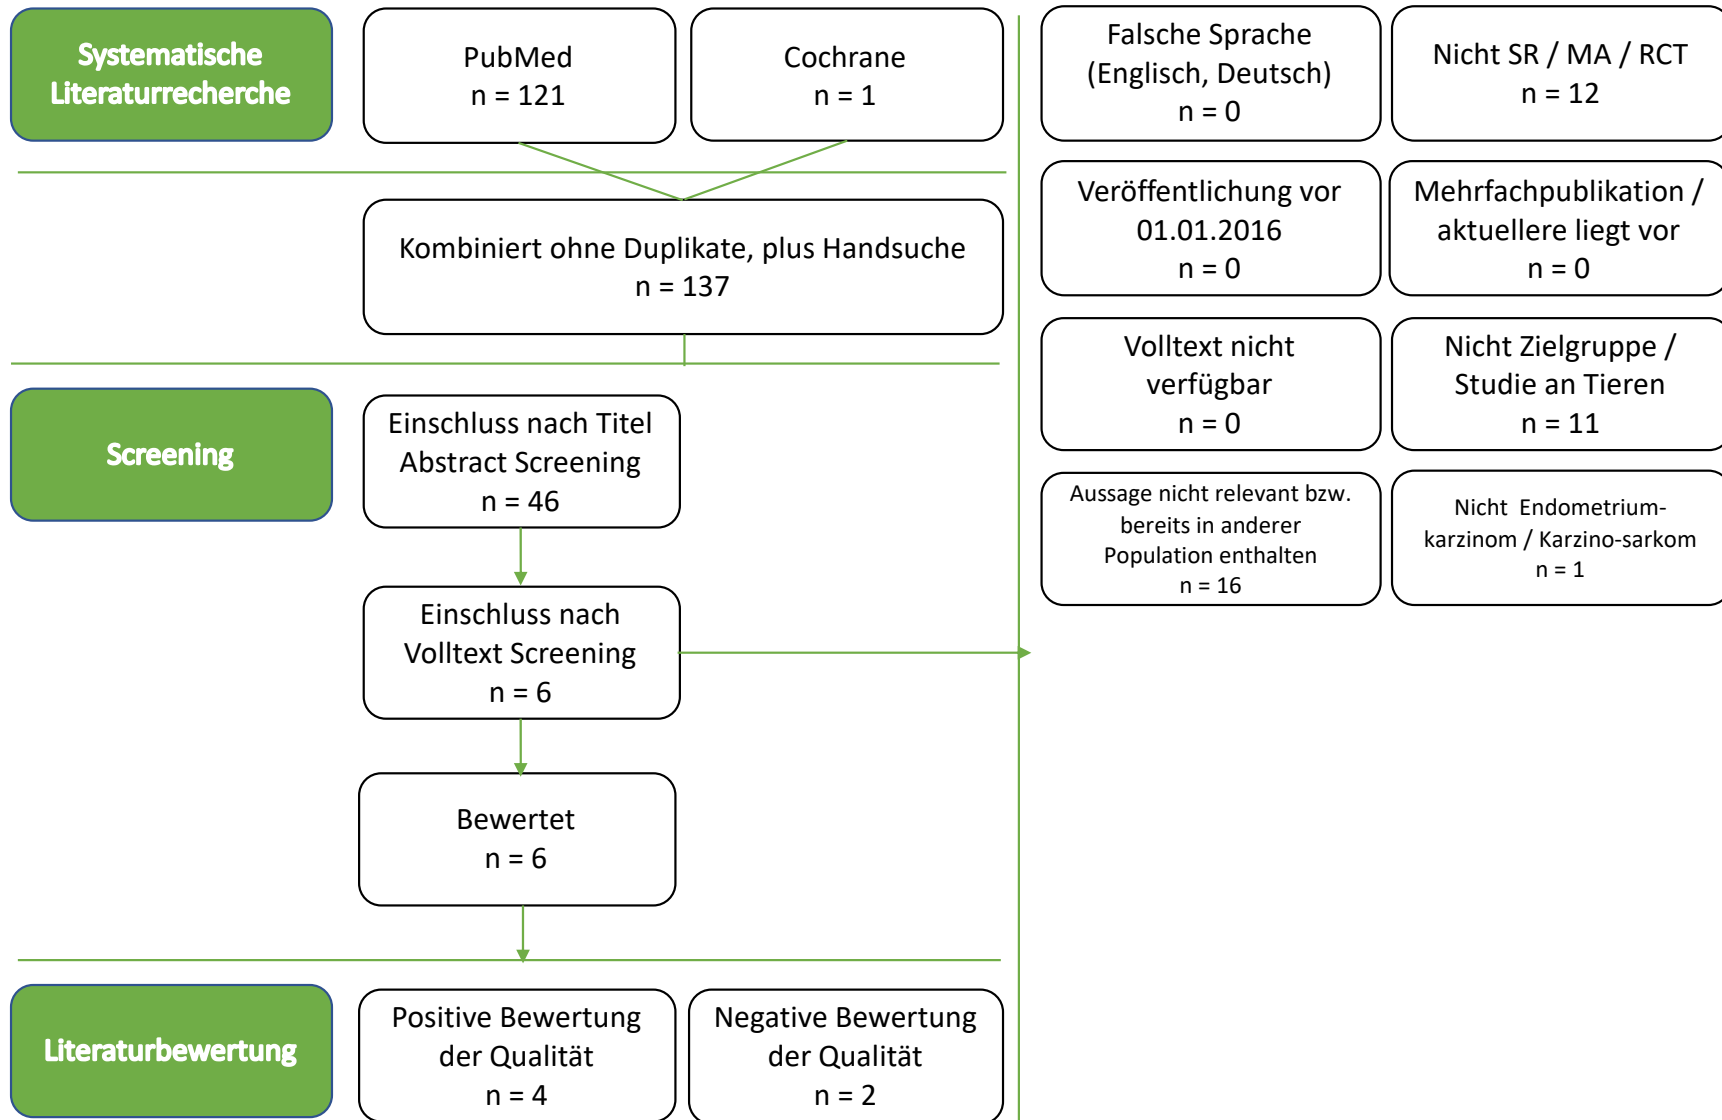 Systematische
Literaturrecherche
PubMed
n = 121
Cochrane
n = 1
Kombiniert ohne Duplikate, plus Handsuche
n = 137
Screening
Einschluss nach Titel
Abstract Screening
n = 46
Einschluss nach
Volltext Screening
n = 6
Bewertet
n = 6
Literaturbewertung
Positive Bewertung
der Qualität
n = 4
Negative Bewertung
der Qualität
n = 2
Falsche Sprache
(Englisch, Deutsch)
n = 0
Nicht SR / MA / RCT
n = 12
Veröffentlichung vor
01.01.2016
n = 0
Mehrfachpublikation /
aktuellere liegt vor
n = 0
Volltext nicht
verfügbar
n = 0
Nicht Zielgruppe /
Studie an Tieren
n = 11
Aussage nicht relevant bzw.
bereits in anderer
Population enthalten
n = 16
Nicht Endometrium-
karzinom / Karzino-sarkom
n = 1